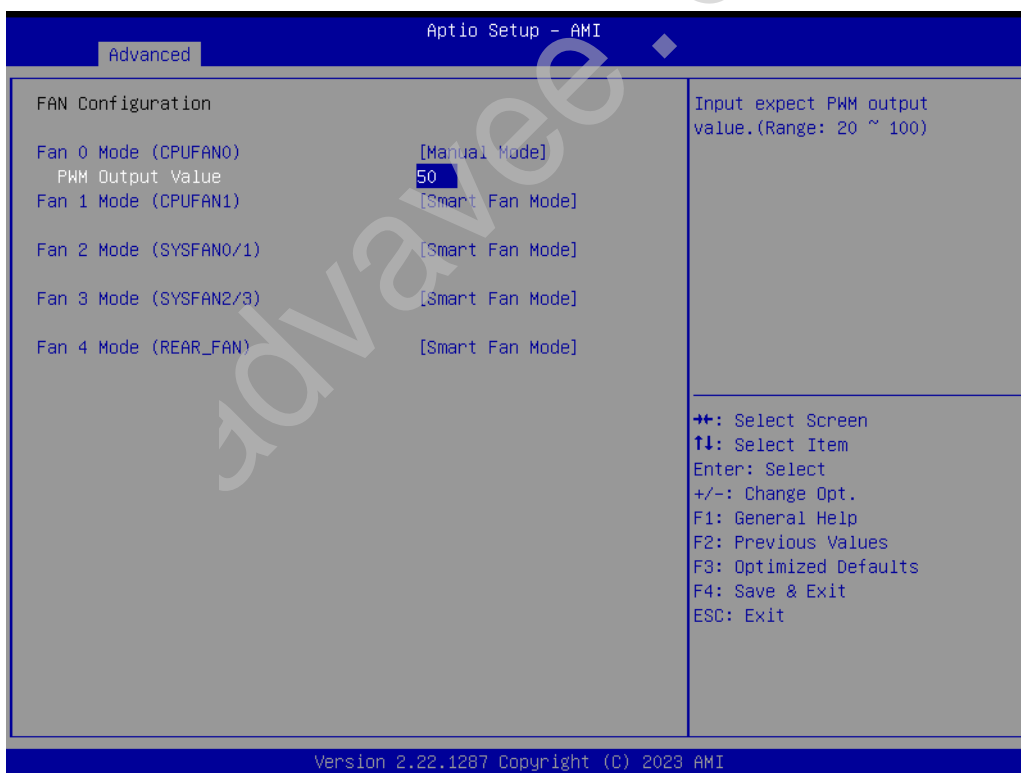 Aptio Setup - AMI
Advanced
FAN Configuration
Fan 0 Mode (CPUFAN0) [Manual Mode]
PWM Output Value 50
Fan 1 Mode (CPUFAN1) [Smart Fan Mode]
Fan 2 Mode (SYSFAN0/1) [Smart Fan Mode]
Fan 3 Mode (SYSFAN2/3) [Smart Fan Mode]
Fan 4 Mode (REAR_FAN) [Smart Fan Mode]
Input expect PWM output
value.(Range: 20 ~ 100)
→←: Select Screen
↑↓: Select Item
Enter: Select
+/-: Change Opt.
F1: General Help
F2: Previous Values
F3: Optimized Defaults
F4: Save & Exit
ESC: Exit
Version 2.22.1287 Copyright (C) 2023 AMI